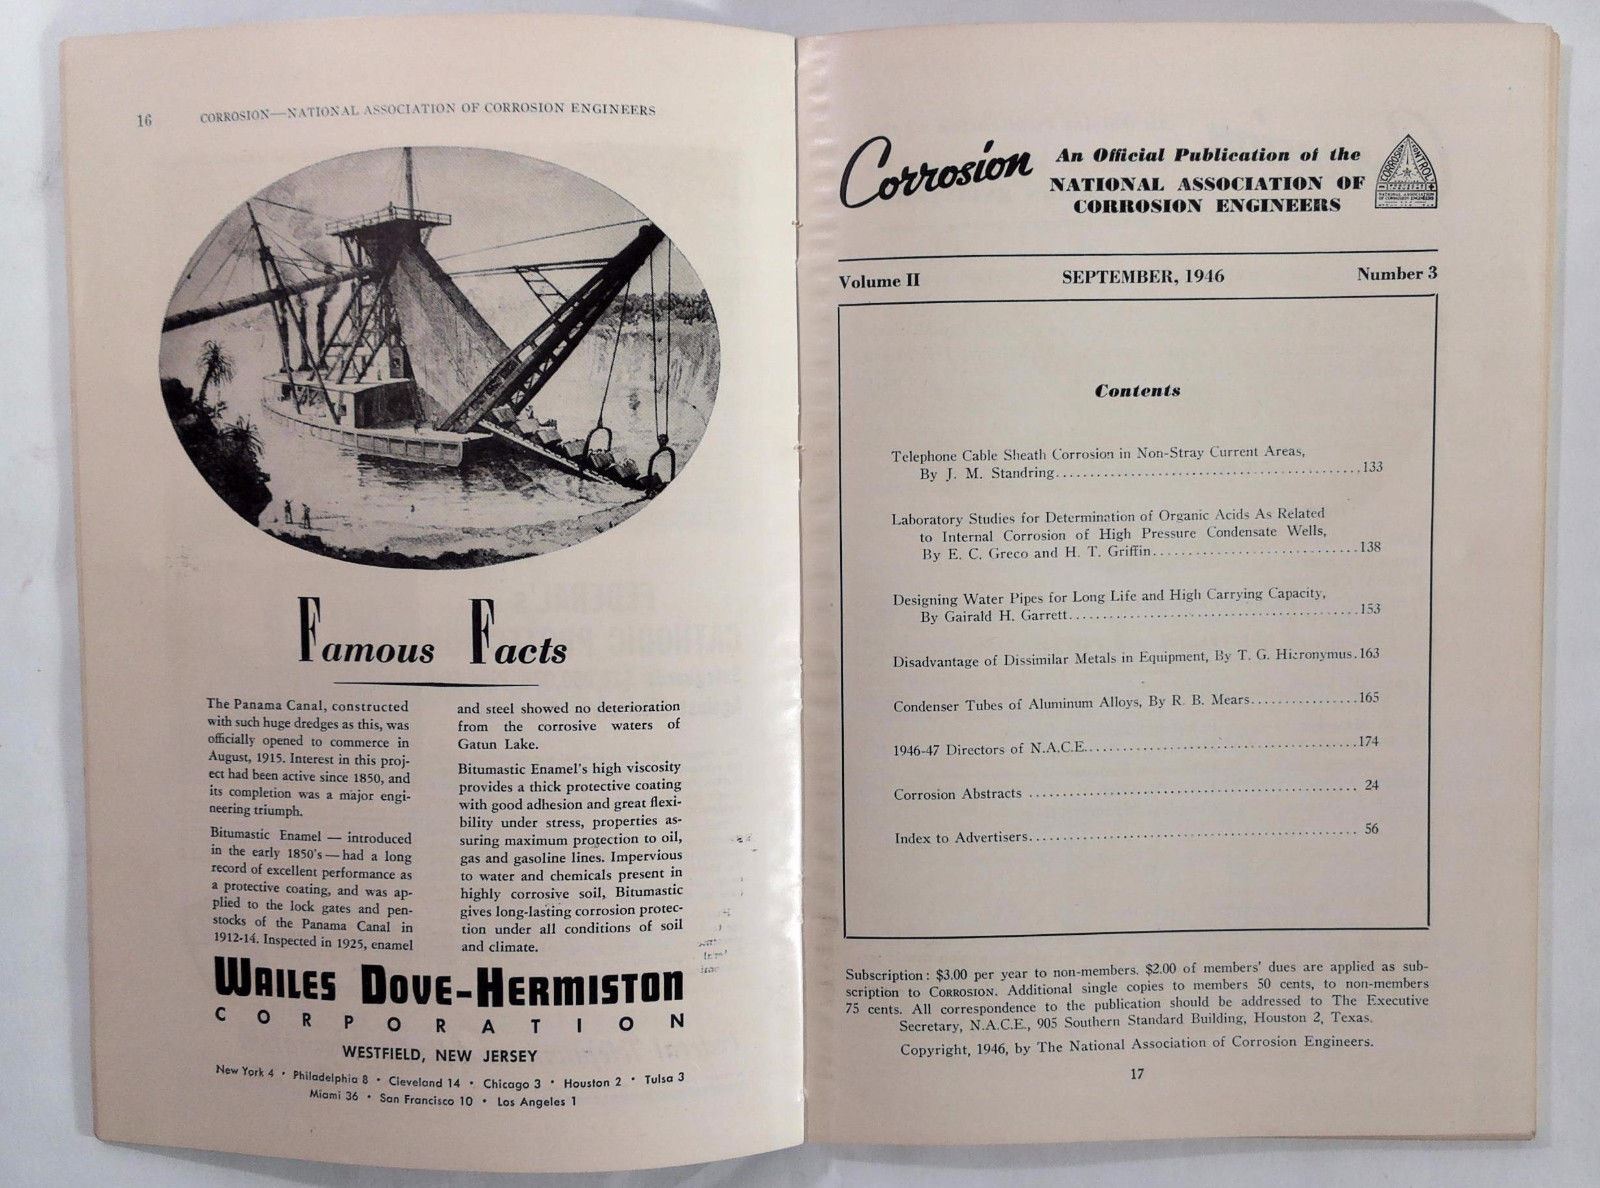 16 CORROSION—NATIONAL ASSOCIATION OF CORROSION ENGINEERS
Famous Facts
The Panama Canal, constructed
with such huge dredges as this, was
officially opened to commerce in
August, 1915. Interest in this proj-
ect had been active since 1850, and
its completion was a major engi-
neering triumph.
Bitumastic Enamel — introduced
in the early 1850's — had a long
record of excellent performance as
a protective coating, and was ap-
plied to the lock gates and pen-
stocks of the Panama Canal in
1912-14. Inspected in 1925, enamel
and steel showed no deterioration
from the corrosive waters of
Gatun Lake.
Bitumastic Enamel's high viscosity
provides a thick protective coating
with good adhesion and great flexi-
bility under stress, properties as-
suring maximum protection to oil,
gas and gasoline lines. Impervious
to water and chemicals present in
highly corrosive soil, Bitumastic
gives long-lasting corrosion protec-
tion under all conditions of soil
and climate.
WAILES DOVE-HERMISTON
CORPORATION
WESTFIELD, NEW JERSEY
New York 4 • Philadelphia 8 • Cleveland 14 • Chicago 3 • Houston 2 • Tulsa 3
Miami 36 • San Francisco 10 • Los Angeles 1
Corrosion
An Official Publication of the
NATIONAL ASSOCIATION OF
CORROSION ENGINEERS
CORROSION CONTROL
NATIONAL ASSOCIATION
OF CORROSION ENGINEERS
Volume II SEPTEMBER, 1946 Number 3
Contents
Telephone Cable Sheath Corrosion in Non-Stray Current Areas,
By J. M. Standring............................................133
Laboratory Studies for Determination of Organic Acids As Related
to Internal Corrosion of High Pressure Condensate Wells,
By E. C. Greco and H. T. Griffin..............................138
Designing Water Pipes for Long Life and High Carrying Capacity,
By Gairald H. Garrett..........................................153
Disadvantage of Dissimilar Metals in Equipment, By T. G. Hieronymus.163
Condenser Tubes of Aluminum Alloys, By R. B. Mears................165
1946-47 Directors of N.A.C.E........................................174
Corrosion Abstracts ................................................ 24
Index to Advertisers................................................ 56
Subscription: $3.00 per year to non-members. $2.00 of members' dues are applied as sub-
scription to CORROSION. Additional single copies to members 50 cents, to non-members
75 cents. All correspondence to the publication should be addressed to The Executive
Secretary, N.A.C.E., 905 Southern Standard Building, Houston 2, Texas.
Copyright, 1946, by The National Association of Corrosion Engineers.
17